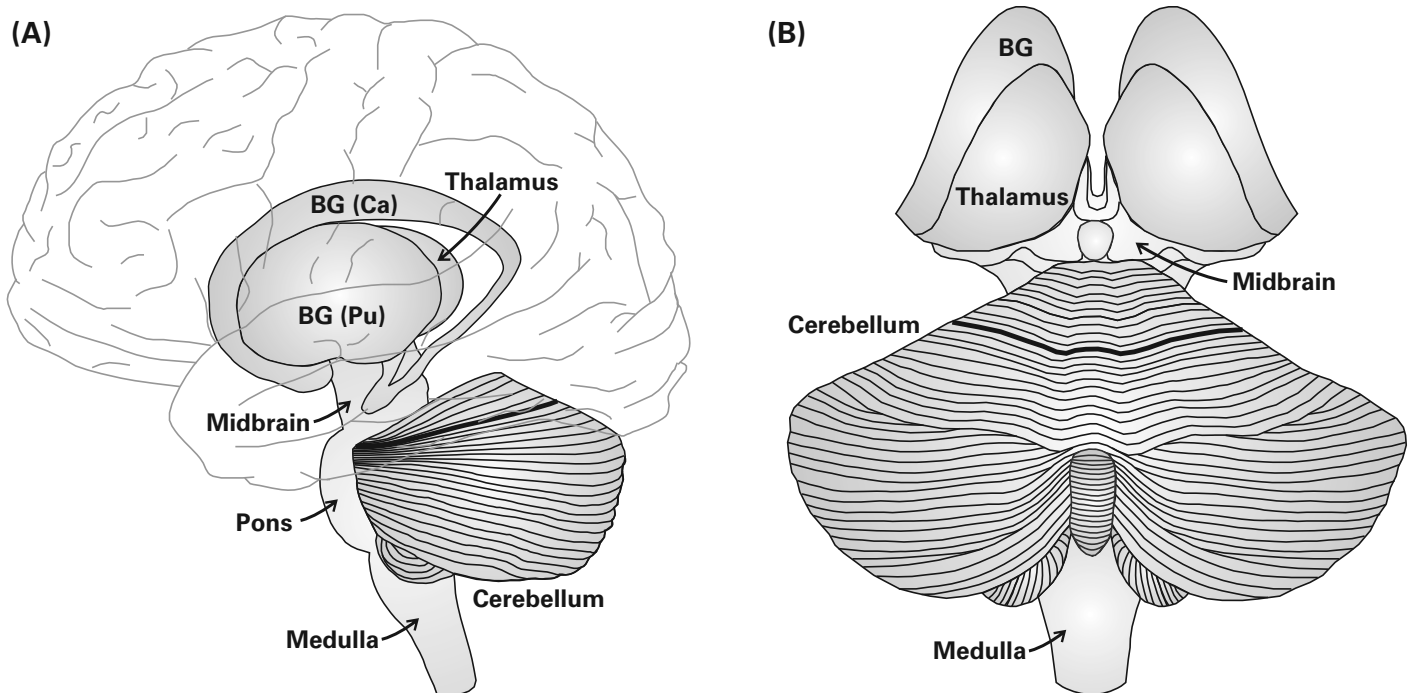 (A)
Thalamus
BG (Ca)
BG (Pu)
Midbrain
Pons
Cerebellum
Medulla
(B)
BG
Thalamus
Midbrain
Cerebellum
Medulla